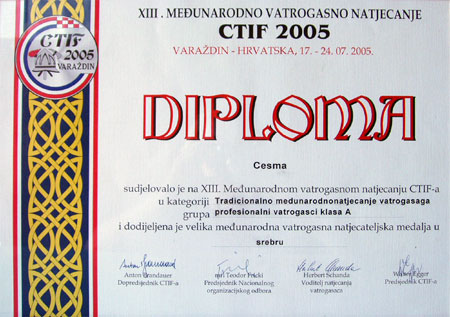 XIII. MEĐUNARODNO VATROGASNO NATJECANJE
CTIF 2005
VARAŽDIN - HRVATSKA, 17. - 24. 07. 2005.
CTIF
2005
VARAŽDIN
DIPLOMA
Cesma
sudjelovalo je na XIII. Međunarodnom vatrogasnom natjecanju CTIF-a
u kategoriji Tradicionalno međunarodnonatjecanje vatrogasaga
grupa profesionalni vatrogasci klasa A
i dodijeljena je velika međunarodna vatrogasna natjecateljska medalja u
srebru
Anton Brandauer
Dopredsjednik CTIF-a
Teodor Fricki
Predsjednik Nacionalnog
organizacijskog odbora
Herbert Schanda
Voditelj natjecanja
vatrogasaca
Walter Egger
Predsjednik CTIF-a